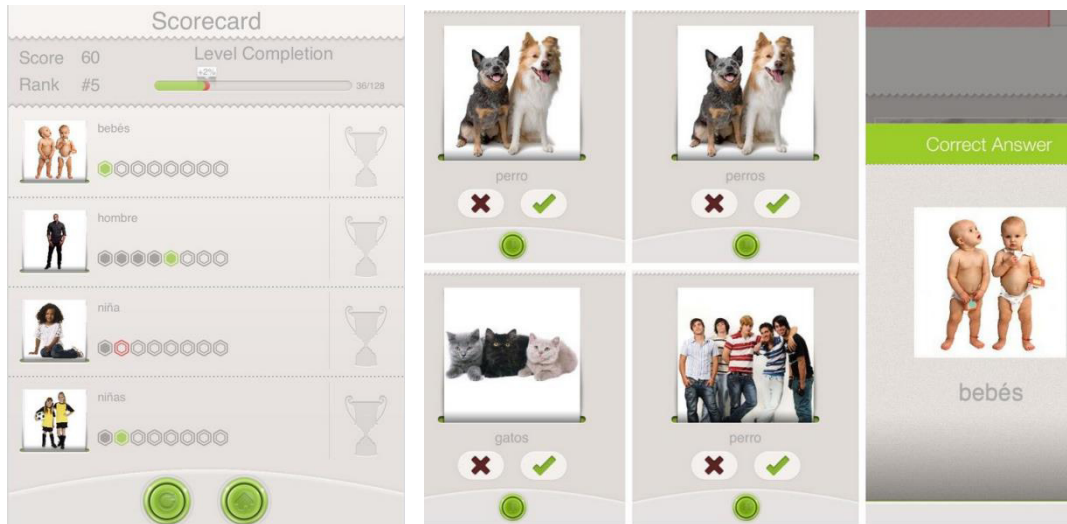 Scorecard
Score 60
Level Completion
Rank #5
36/128
bebés
hombre
niña
niñas
perro
perros
gatos
perro
Correct Answer
bebés